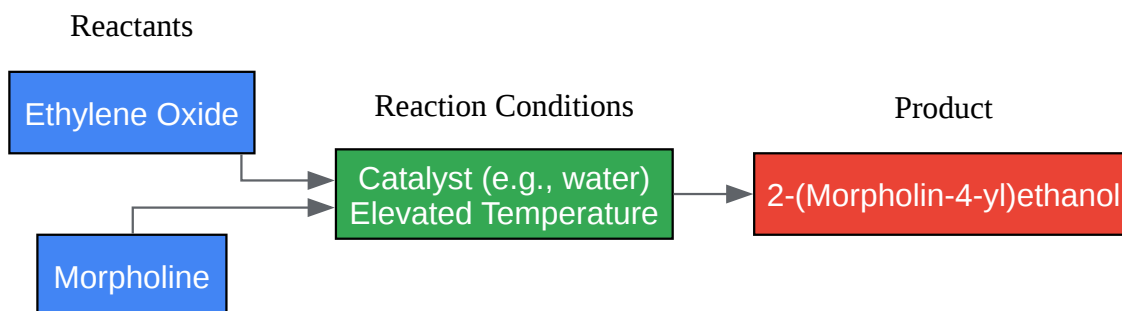 Reactants
Ethylene Oxide
Morpholine
Reaction Conditions
Catalyst (e.g., water)
Elevated Temperature
Product
2-(Morpholin-4-yl)ethanol